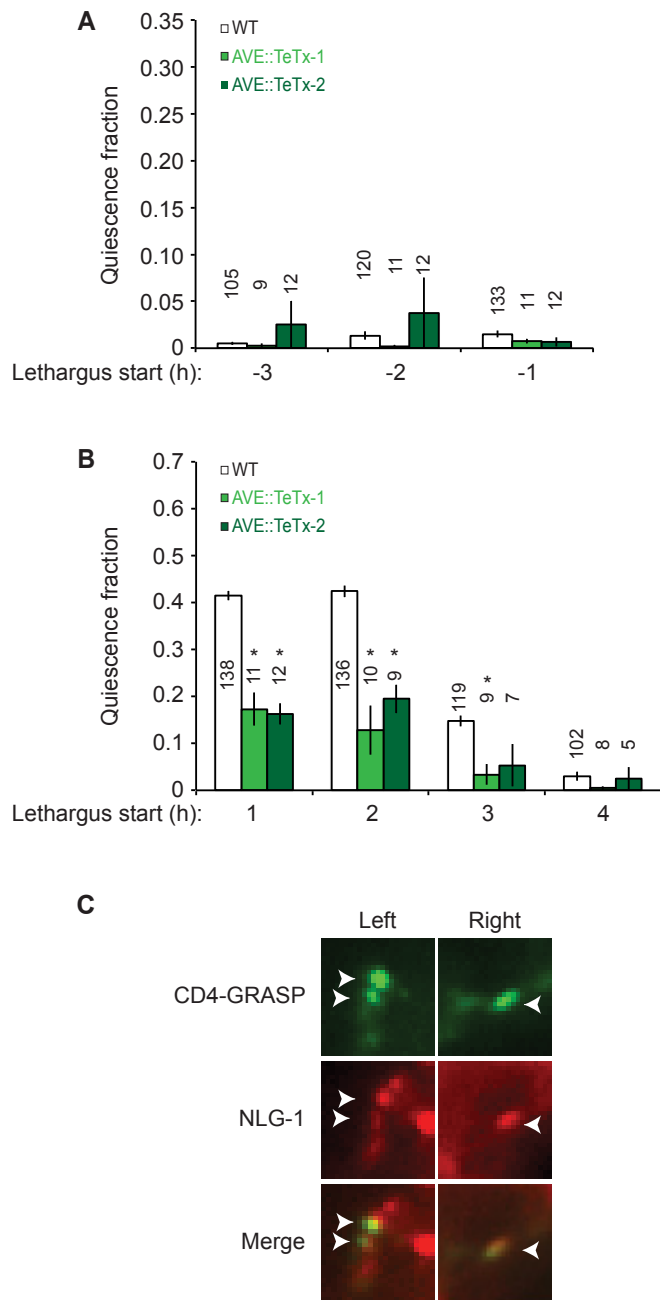 A
0.35
0.30
0.25
0.20
0.15
0.10
0.05
0
Quiescence fraction
WT
AVE::TeTx-1
AVE::TeTx-2
105 9 12 120 11 12 133 11 12
Lethargus start (h): -3 -2 -1
B
0.7
0.6
0.5
0.4
0.3
0.2
0.1
0
Quiescence fraction
WT
AVE::TeTx-1
AVE::TeTx-2
138 11 * 12 * 136 10 * 9 * 119 9 * 7 102 8 5
Lethargus start (h): 1 2 3 4
C
Left Right
CD4-GRASP
NLG-1
Merge